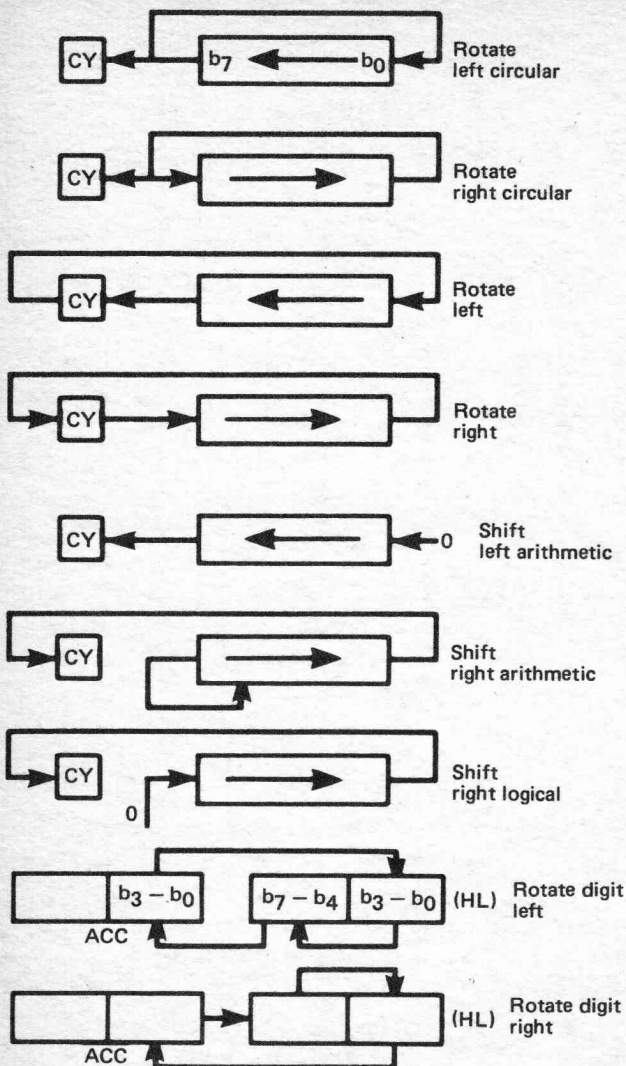 CY b7 b0 Rotate
left circular
CY Rotate
right circular
CY Rotate
left
CY Rotate
right
CY 0 Shift
left arithmetic
CY Shift
right arithmetic
CY Shift
0 right logical
b3 – b0 b7 – b4 b3 – b0 (HL) Rotate digit
ACC left
(HL) Rotate digit
ACC right